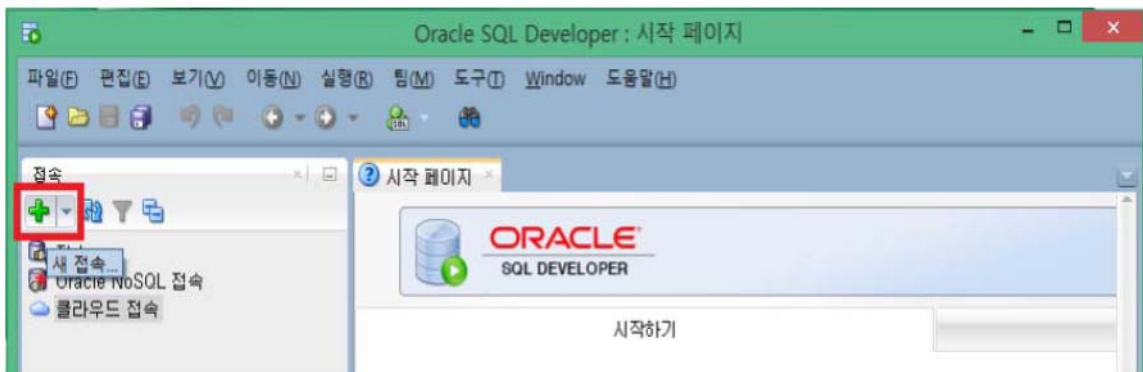 Oracle SQL Developer : 시작 페이지
파일(F) 편집(E) 보기(V) 이동(N) 실행(R) 팀(M) 도구(T) Window 도움말(H)
SQL
접속
시작 페이지
새 접속...
Oracle NoSQL 접속
클라우드 접속
ORACLE
SQL DEVELOPER
시작하기